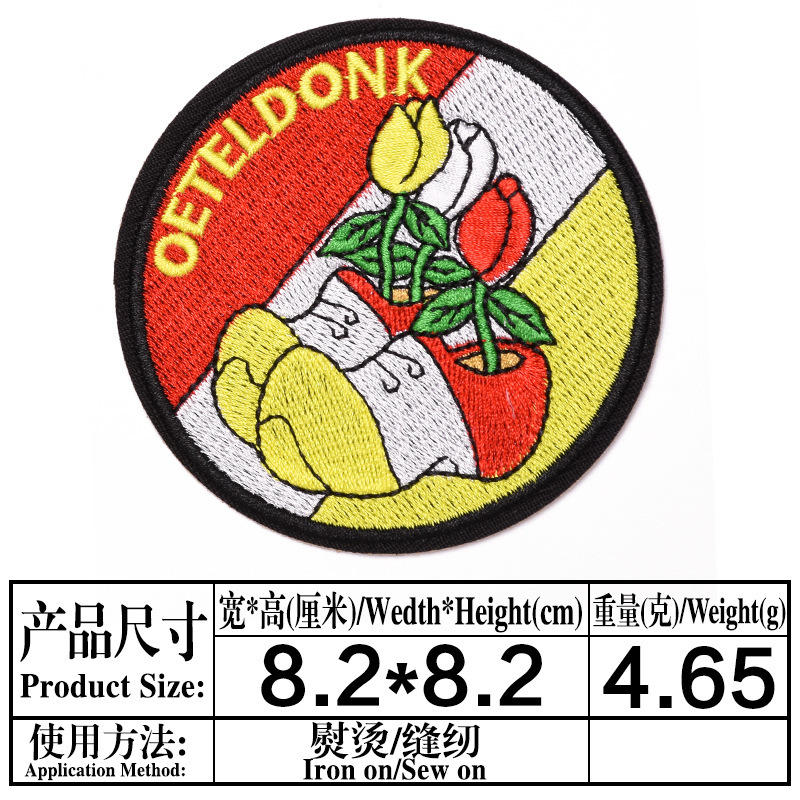 OETELDONK
产品尺寸
Product Size:
宽*高(厘米)/Wedth*Height(cm)
8.2*8.2
重量(克)/Weight(g)
4.65
使用方法:
Application Method:
熨烫/缝纫
Iron on/Sew on